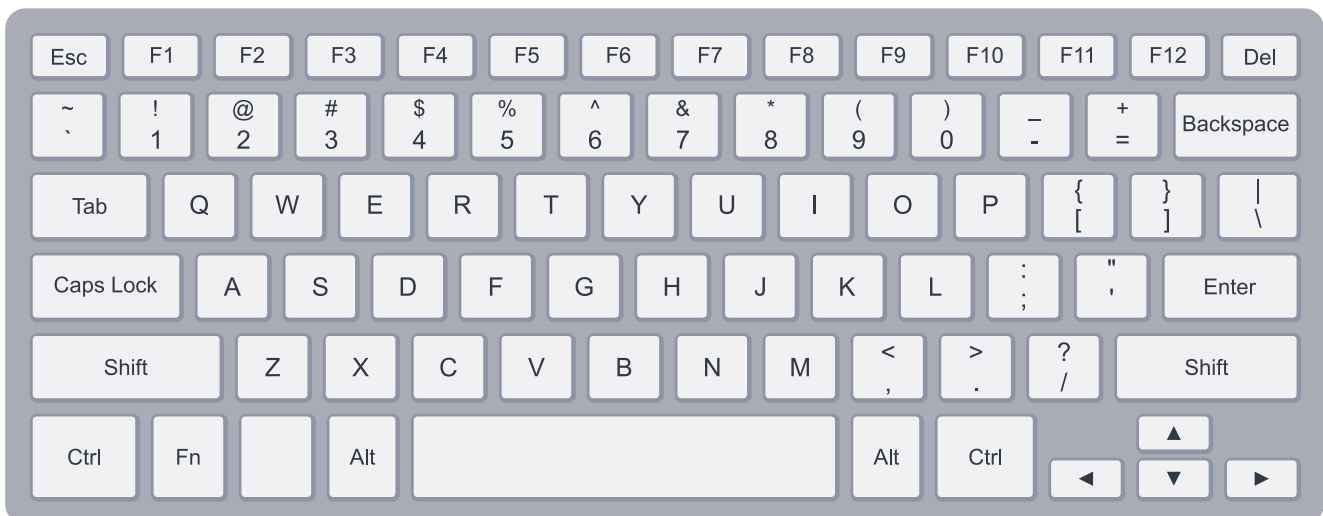 Esc F1 F2 F3 F4 F5 F6 F7 F8 F9 F10 F11 F12 Del
~ ! @ # $ % ^ & * ( ) _ +
` 1 2 3 4 5 6 7 8 9 0 - = Backspace
Tab Q W E R T Y U I O P { } |
[ ] \
Caps Lock A S D F G H J K L : " Enter
; '
Shift Z X C V B N M < > ? Shift
, . /
Ctrl Fn Alt Alt Ctrl ▲
◄ ▼ ►